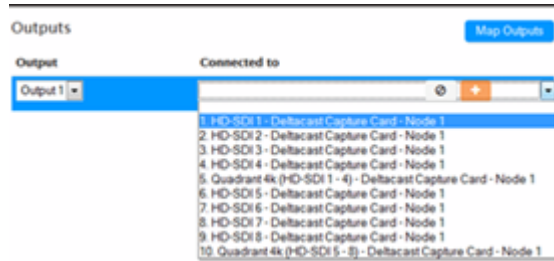 Outputs
Map Outputs
Output Connected to
Output 1
1. HD-SDI 1 - Deltacast Capture Card - Node 1
2. HD-SDI 2 - Deltacast Capture Card - Node 1
3. HD-SDI 3 - Deltacast Capture Card - Node 1
4. HD-SDI 4 - Deltacast Capture Card - Node 1
5. Quadrant 4k (HD-SDI 1 - 4) - Deltacast Capture Card - Node 1
6. HD-SDI 5 - Deltacast Capture Card - Node 1
7. HD-SDI 6 - Deltacast Capture Card - Node 1
8. HD-SDI 7 - Deltacast Capture Card - Node 1
9. HD-SDI 8 - Deltacast Capture Card - Node 1
10. Quadrant 4k (HD-SDI 5 - 8) - Deltacast Capture Card - Node 1